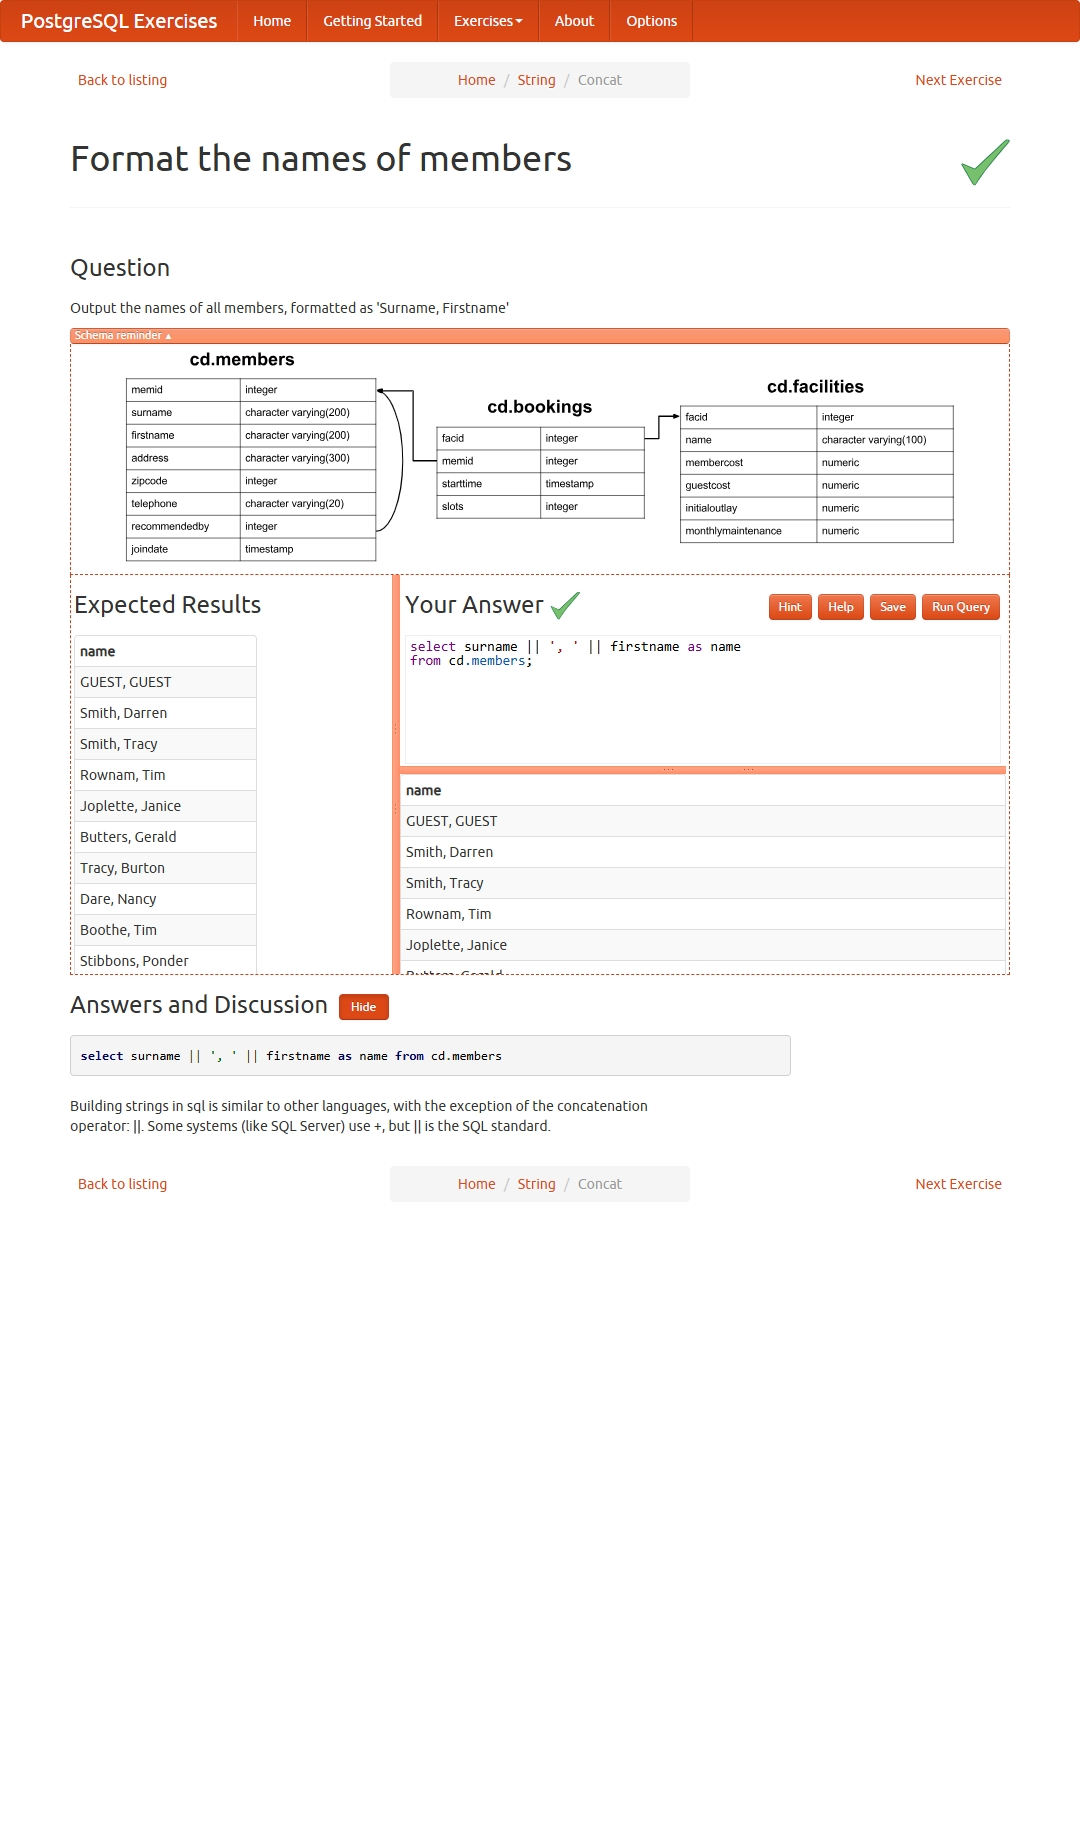 PostgreSQL Exercises Home Getting Started Exercises About Options
Back to listing Home / String / Concat Next Exercise
Format the names of members
Question
Output the names of all members, formatted as 'Surname, Firstname'
Schema reminder
cd.members
memid integer
surname character varying(200)
firstname character varying(200)
address character varying(300)
zipcode integer
telephone character varying(20)
recommendedby integer
joindate timestamp
cd.bookings
facid integer
memid integer
starttime timestamp
slots integer
cd.facilities
facid integer
name character varying(100)
membercost numeric
guestcost numeric
initialoutlay numeric
monthlymaintenance numeric
Expected Results
name
GUEST, GUEST
Smith, Darren
Smith, Tracy
Rownam, Tim
Joplette, Janice
Butters, Gerald
Tracy, Burton
Dare, Nancy
Boothe, Tim
Stibbons, Ponder
Your Answer Hint Help Save Run Query
select surname || ', ' || firstname as name
from cd.members;
name
GUEST, GUEST
Smith, Darren
Smith, Tracy
Rownam, Tim
Joplette, Janice
Butters, Gerald
Answers and Discussion Hide
select surname || ', ' || firstname as name from cd.members
Building strings in sql is similar to other languages, with the exception of the concatenation
operator: ||. Some systems (like SQL Server) use +, but || is the SQL standard.
Back to listing Home / String / Concat Next Exercise